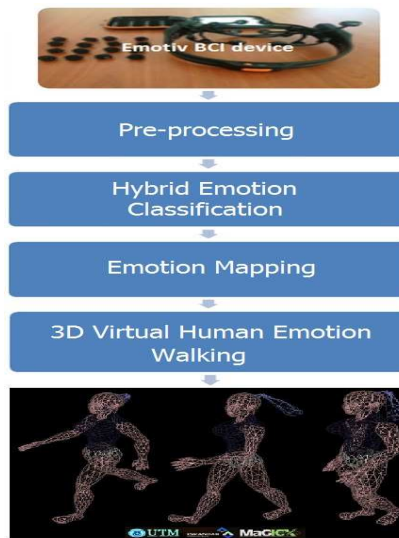 Emotiv BCI device
Pre-processing
Hybrid Emotion
Classification
Emotion Mapping
3D Virtual Human Emotion
Walking
UTM MaGICX